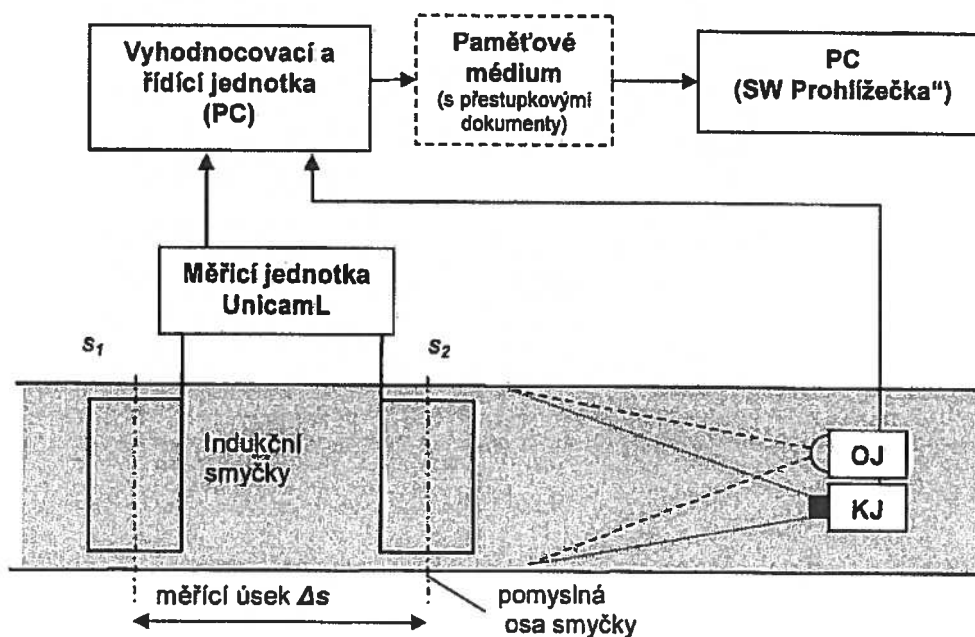 Vyhodnocovací a
řídící jednotka
(PC)
Paměťové
médium
(s přestupkovými
dokumenty)
PC
(SW Prohlížečka“)
Měřicí jednotka
UnicamL
s1
s2
Indukční
smyčky
OJ
KJ
měřící úsek Δs
pomyslná
osa smyčky